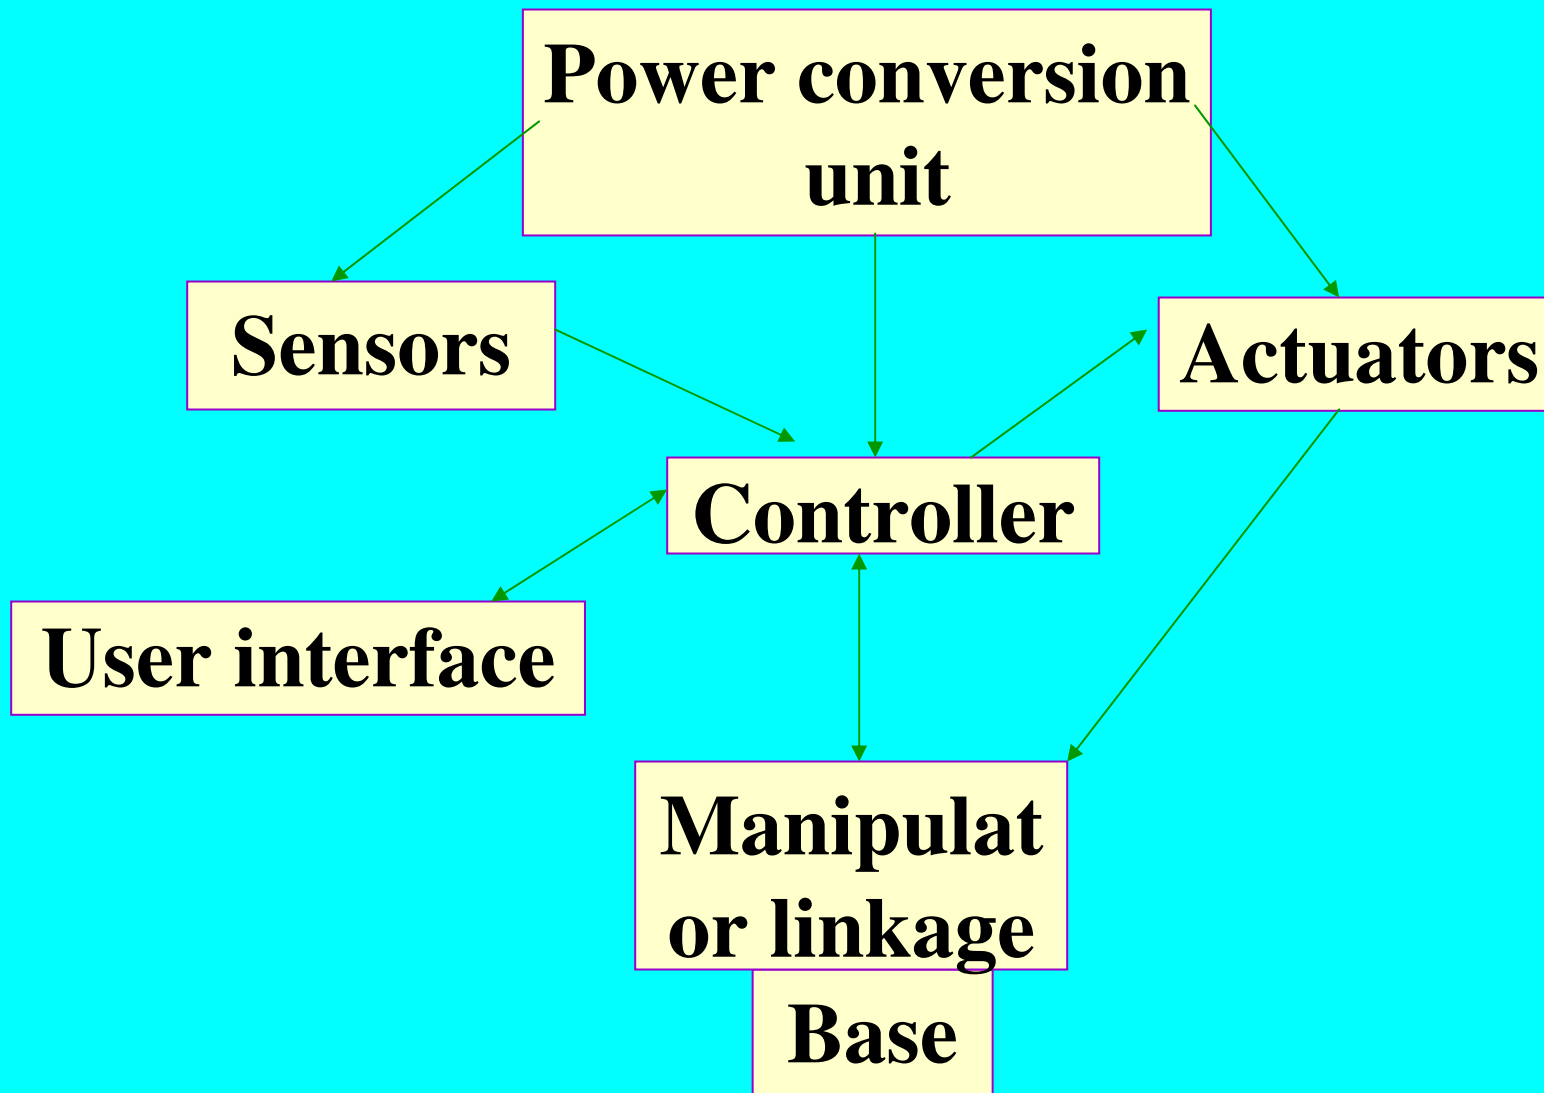 Power conversion
unit
Sensors
Actuators
Controller
User interface
Manipulat
or linkage
Base